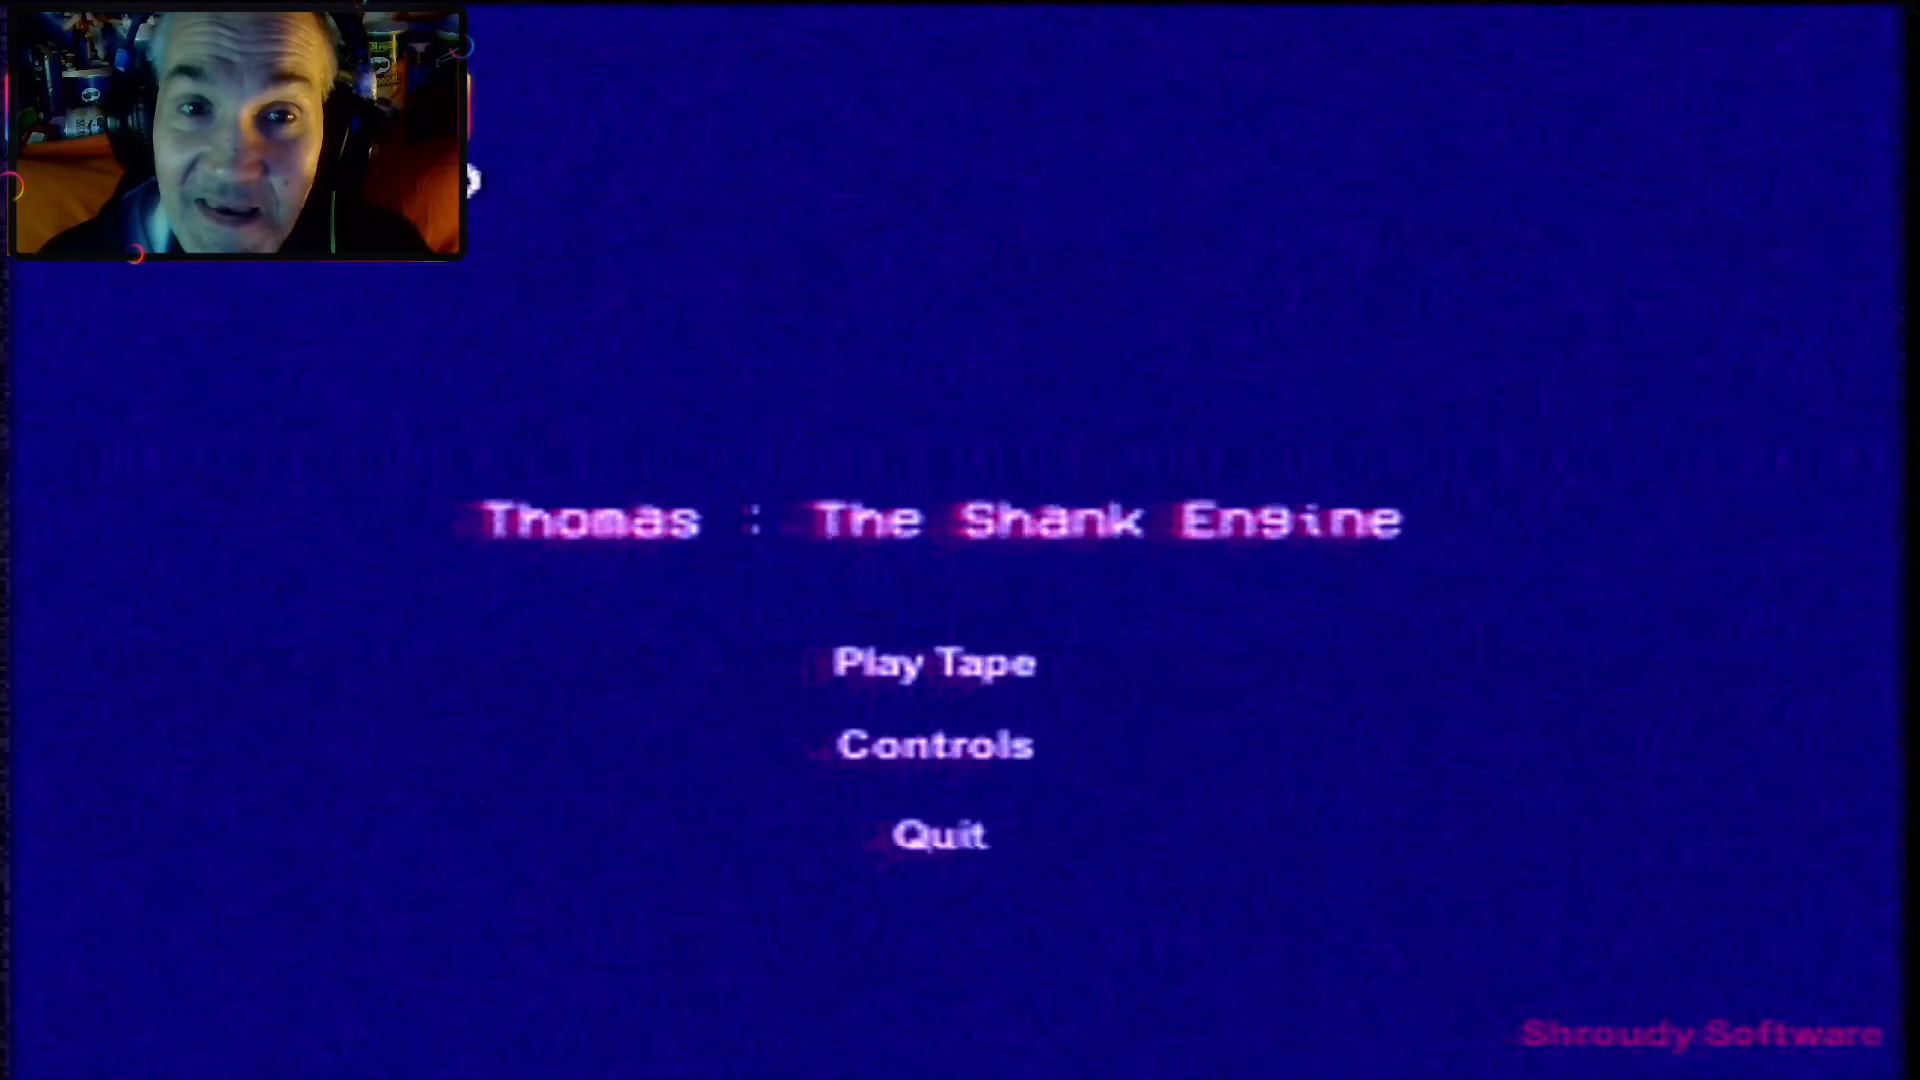 Thomas : The Shank Engine
Play Tape
Controls
Quit
Shroudy Software